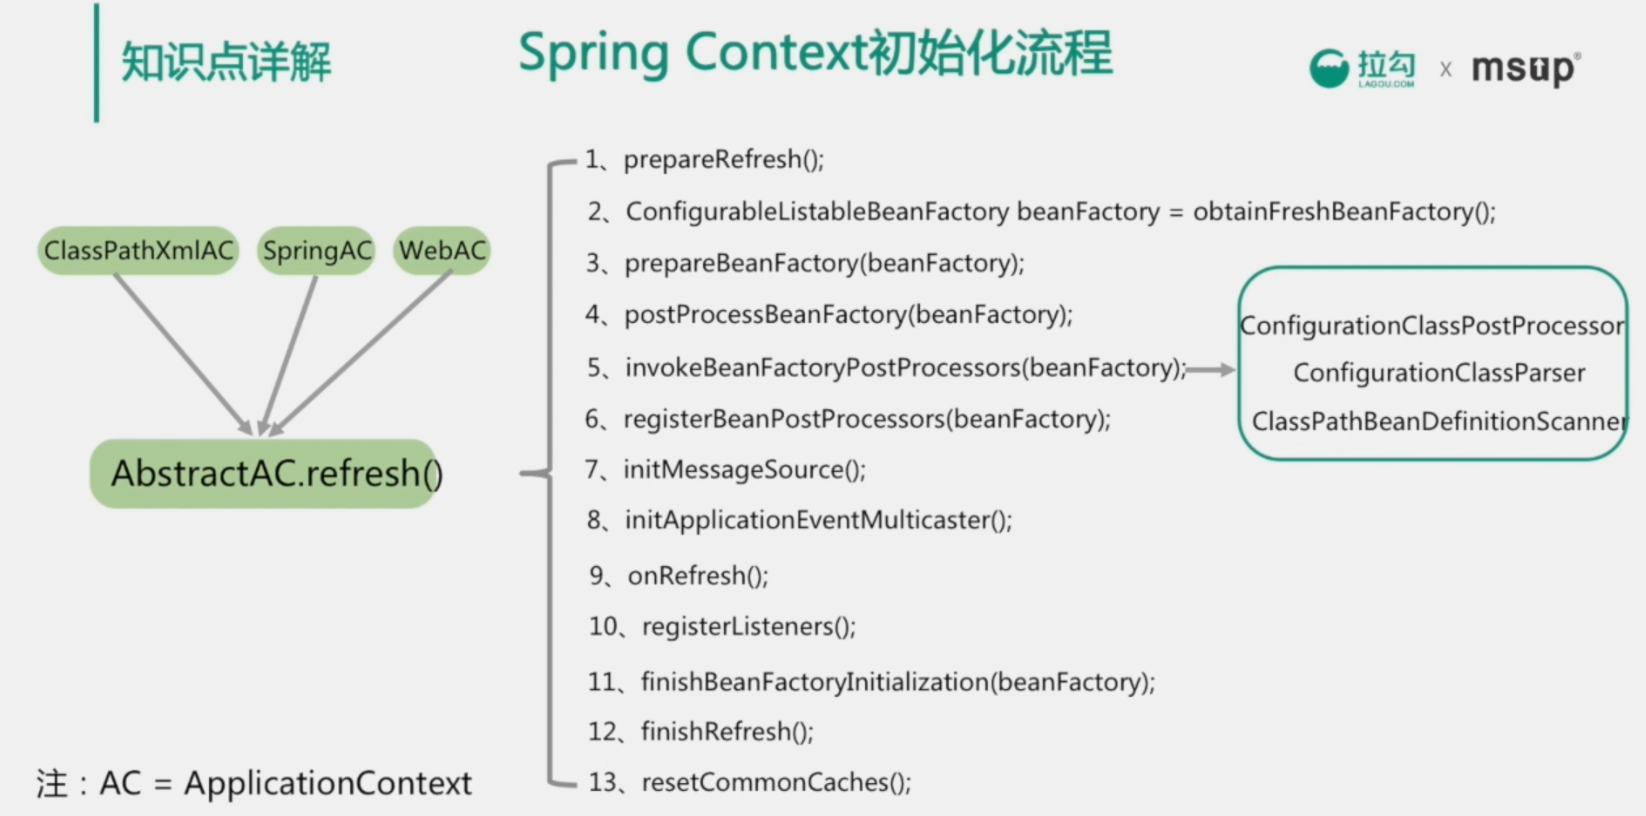 知识点详解
Spring Context初始化流程
拉勾
LAGOU.COM
x
msup®
ClassPathXmlAC
SpringAC
WebAC
AbstractAC.refresh()
注：AC = ApplicationContext
1、prepareRefresh();
2、ConfigurableListableBeanFactory beanFactory = obtainFreshBeanFactory();
3、prepareBeanFactory(beanFactory);
4、postProcessBeanFactory(beanFactory);
5、invokeBeanFactoryPostProcessors(beanFactory);
6、registerBeanPostProcessors(beanFactory);
7、initMessageSource();
8、initApplicationEventMulticaster();
9、onRefresh();
10、registerListeners();
11、finishBeanFactoryInitialization(beanFactory);
12、finishRefresh();
13、resetCommonCaches();
ConfigurationClassPostProcessor
ConfigurationClassParser
ClassPathBeanDefinitionScanner